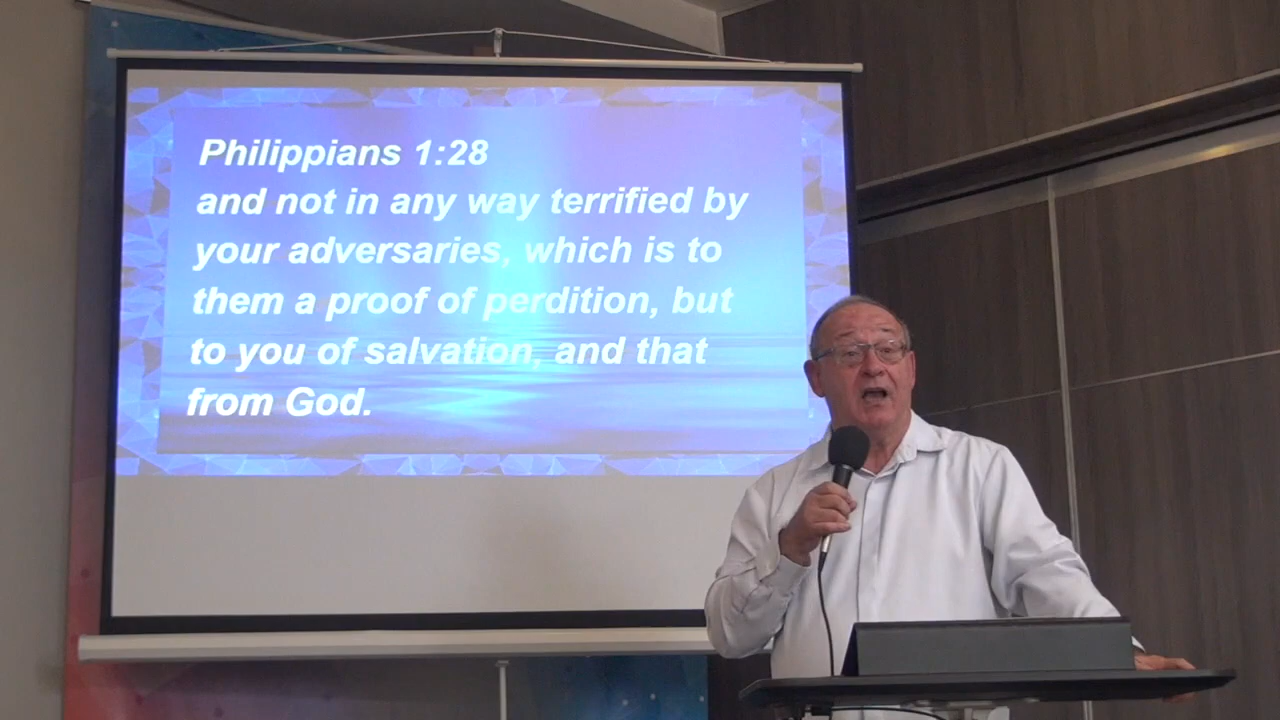 Philippians 1:28
and not in any way terrified by
your adversaries, which is to
them a proof of perdition, but
to you of salvation, and that
from God.